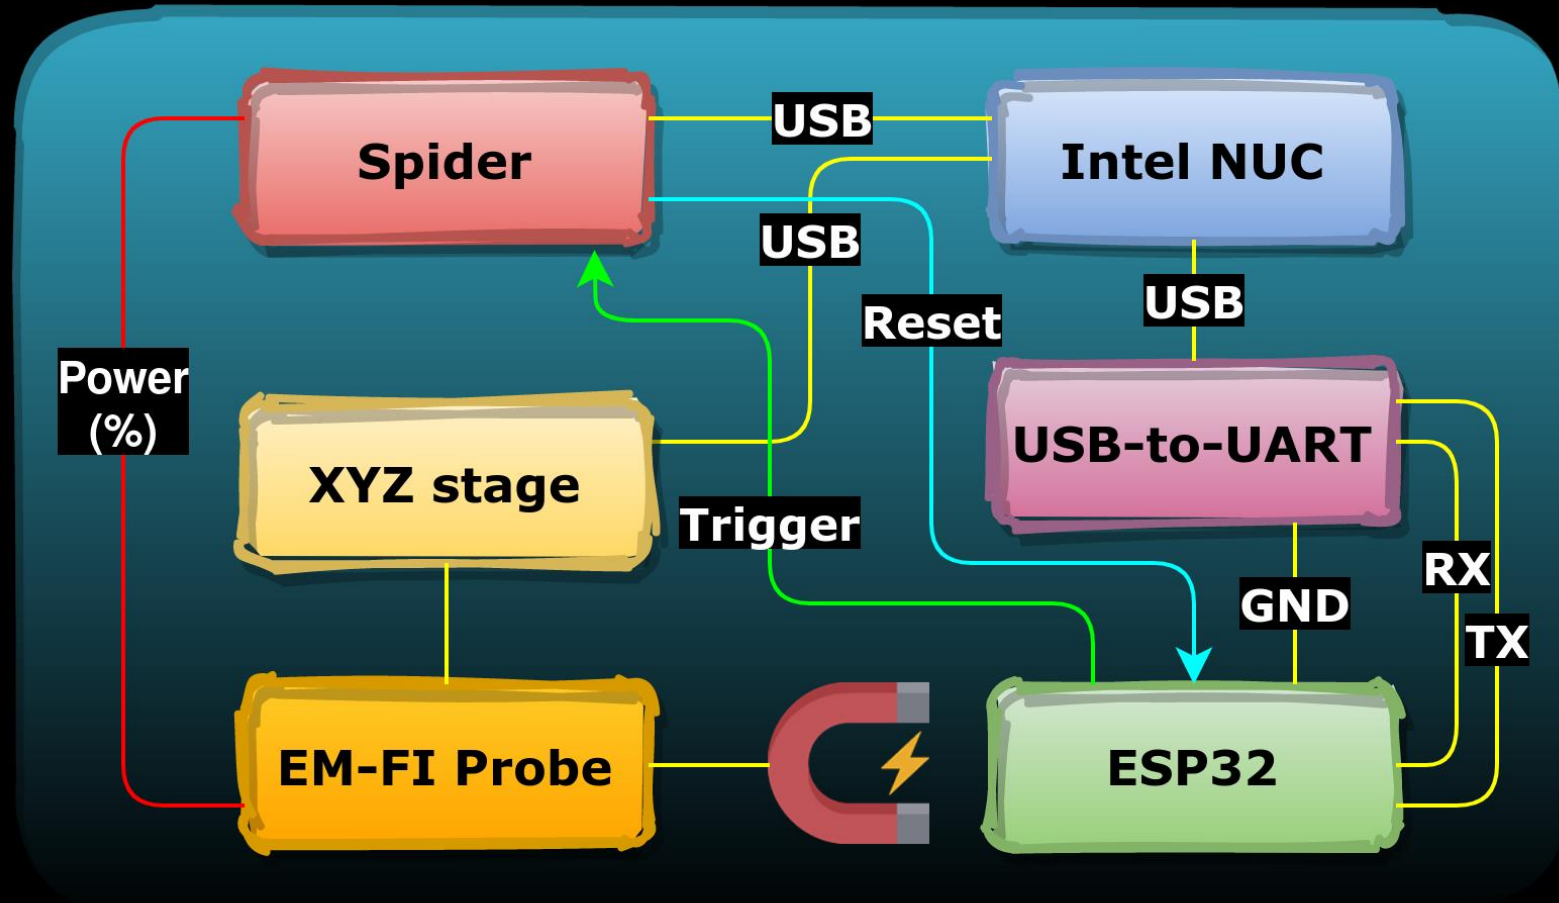 Spider
USB
Intel NUC
USB
USB
Reset
Power
(%)
XYZ stage
USB-to-UART
Trigger
RX
GND
TX
EM-FI Probe
ESP32